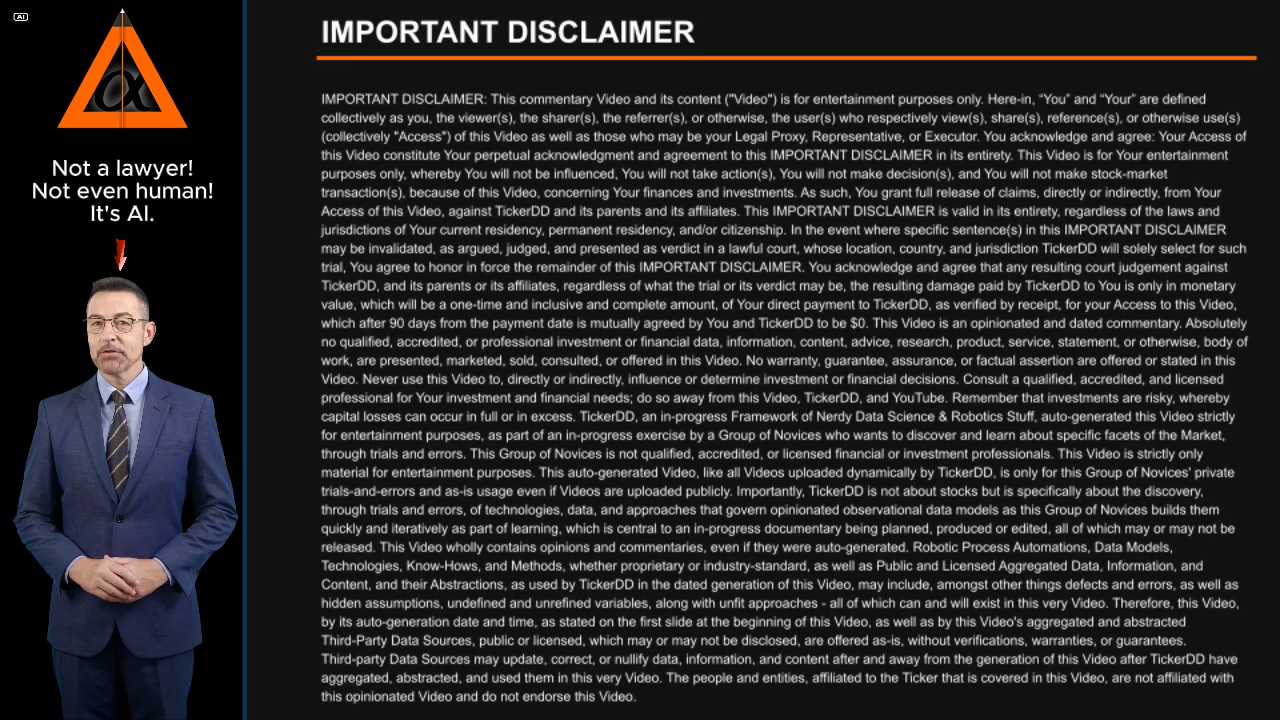 AI
Not a lawyer!
Not even human!
It's AI.
IMPORTANT DISCLAIMER
IMPORTANT DISCLAIMER: This commentary Video and its content ("Video") is for entertainment purposes only. Here-in, “You” and “Your” are defined
collectively as you, the viewer(s), the sharer(s), the referrer(s), or otherwise, the user(s) who respectively view(s), share(s), reference(s), or otherwise use(s)
(collectively "Access") of this Video as well as those who may be your Legal Proxy, Representative, or Executor. You acknowledge and agree: Your Access of
this Video constitute Your perpetual acknowledgment and agreement to this IMPORTANT DISCLAIMER in its entirety. This Video is for Your entertainment
purposes only, whereby You will not be influenced, You will not take action(s), You will not make decision(s), and You will not make stock-market
transaction(s), because of this Video, concerning Your finances and investments. As such, You grant full release of claims, directly or indirectly, from Your
Access of this Video, against TickerDD and its parents and its affiliates. This IMPORTANT DISCLAIMER is valid in its entirety, regardless of the laws and
jurisdictions of Your current residency, permanent residency, and/or citizenship. In the event where specific sentence(s) in this IMPORTANT DISCLAIMER
may be invalidated, as argued, judged, and presented as verdict in a lawful court, whose location, country, and jurisdiction TickerDD will solely select for such
trial, You agree to honor in force the remainder of this IMPORTANT DISCLAIMER. You acknowledge and agree that any resulting court judgement against
TickerDD, and its parents or its affiliates, regardless of what the trial or its verdict may be, the resulting damage paid by TickerDD to You is only in monetary
value, which will be a one-time and inclusive and complete amount, of Your direct payment to TickerDD, as verified by receipt, for your Access to this Video,
which after 90 days from the payment date is mutually agreed by You and TickerDD to be $0. This Video is an opinionated and dated commentary. Absolutely
no qualified, accredited, or professional investment or financial data, information, content, advice, research, product, service, statement, or otherwise, body of
work, are presented, marketed, sold, consulted, or offered in this Video. No warranty, guarantee, assurance, or factual assertion are offered or stated in this
Video. Never use this Video to, directly or indirectly, influence or determine investment or financial decisions. Consult a qualified, accredited, and licensed
professional for Your investment and financial needs; do so away from this Video, TickerDD, and YouTube. Remember that investments are risky, whereby
capital losses can occur in full or in excess. TickerDD, an in-progress Framework of Nerdy Data Science & Robotics Stuff, auto-generated this Video strictly
for entertainment purposes, as part of an in-progress exercise by a Group of Novices who wants to discover and learn about specific facets of the Market,
through trials and errors. This Group of Novices is not qualified, accredited, or licensed financial or investment professionals. This Video is strictly only
material for entertainment purposes. This auto-generated Video, like all Videos uploaded dynamically by TickerDD, is only for this Group of Novices' private
trials-and-errors and as-is usage even if Videos are uploaded publicly. Importantly, TickerDD is not about stocks but is specifically about the discovery,
through trials and errors, of technologies, data, and approaches that govern opinionated observational data models as this Group of Novices builds them
quickly and iteratively as part of learning, which is central to an in-progress documentary being planned, produced or edited, all of which may or may not be
released. This Video wholly contains opinions and commentaries, even if they were auto-generated. Robotic Process Automations, Data Models,
Technologies, Know-Hows, and Methods, whether proprietary or industry-standard, as well as Public and Licensed Aggregated Data, Information, and
Content, and their Abstractions, as used by TickerDD in the dated generation of this Video, may include, amongst other things defects and errors, as well as
hidden assumptions, undefined and unrefined variables, along with unfit approaches - all of which can and will exist in this very Video. Therefore, this Video,
by its auto-generation date and time, as stated on the first slide at the beginning of this Video, as well as by this Video's aggregated and abstracted
Third-Party Data Sources, public or licensed, which may or may not be disclosed, are offered as-is, without verifications, warranties, or guarantees.
Third-party Data Sources may update, correct, or nullify data, information, and content after and away from the generation of this Video after TickerDD have
aggregated, abstracted, and used them in this very Video. The people and entities, affiliated to the Ticker that is covered in this Video, are not affiliated with
this opinionated Video and do not endorse this Video.